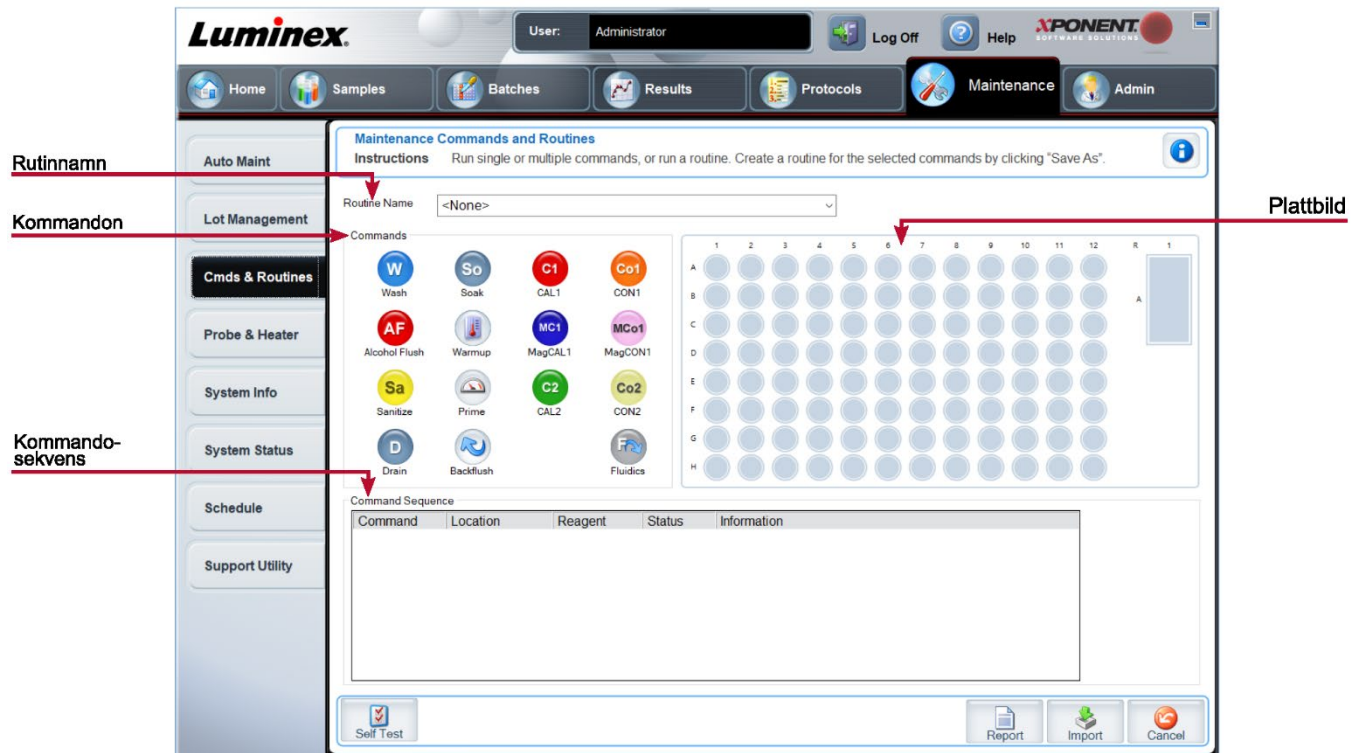 Luminex.
User:
Administrator
Log Off
Help
XPONENT.
SOFTWARE SOLUTIONS
Home
Samples
Batches
Results
Protocols
Maintenance
Admin
Auto Maint
Lot Management
Cmds & Routines
Probe & Heater
System Info
System Status
Schedule
Support Utility
Rutinnamn
Kommandon
Kommando-
sekvens
Plattbild
Maintenance Commands and Routines
Instructions Run single or multiple commands, or run a routine. Create a routine for the selected commands by clicking "Save As".
Routine Name <None>
Commands
W So C1 Co1
Wash Soak CAL1 CON1
AF MC1 MCo1
Alcohol Flush Warmup MagCAL1 MagCON1
Sa C2 Co2
Sanitize Prime CAL2 CON2
D F
Drain Backflush Fluidics
1 2 3 4 5 6 7 8 9 10 11 12 R 1
A
B
C
D
E
F
G
H
A
Command Sequence
Command Location Reagent Status Information
Self Test
Report
Import
Cancel